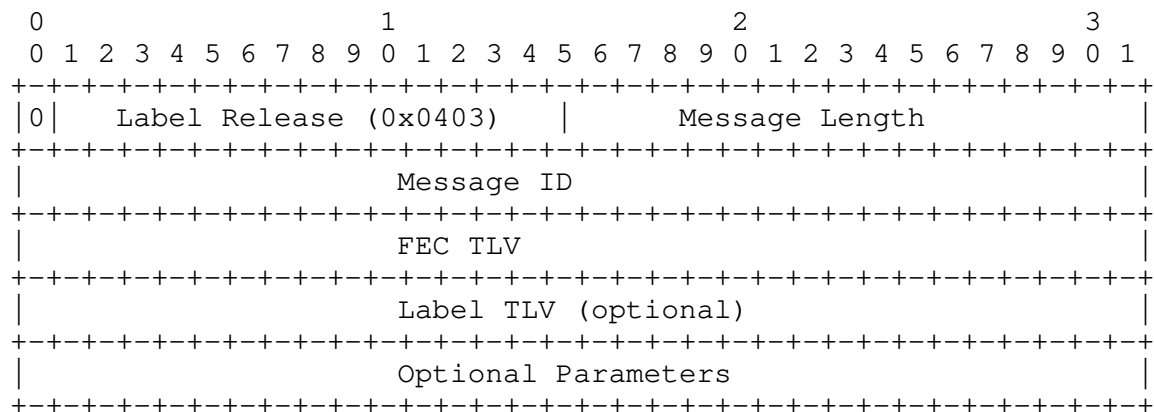 0                   1                   2                   3
 0 1 2 3 4 5 6 7 8 9 0 1 2 3 4 5 6 7 8 9 0 1 2 3 4 5 6 7 8 9 0 1
+-+-+-+-+-+-+-+-+-+-+-+-+-+-+-+-+-+-+-+-+-+-+-+-+-+-+-+-+-+-+-+-+
|0|   Label Release (0x0403)   |      Message Length            |
+-+-+-+-+-+-+-+-+-+-+-+-+-+-+-+-+-+-+-+-+-+-+-+-+-+-+-+-+-+-+-+-+
|                     Message ID                                |
+-+-+-+-+-+-+-+-+-+-+-+-+-+-+-+-+-+-+-+-+-+-+-+-+-+-+-+-+-+-+-+-+
|                     FEC TLV                                   |
+-+-+-+-+-+-+-+-+-+-+-+-+-+-+-+-+-+-+-+-+-+-+-+-+-+-+-+-+-+-+-+-+
|                     Label TLV (optional)                      |
+-+-+-+-+-+-+-+-+-+-+-+-+-+-+-+-+-+-+-+-+-+-+-+-+-+-+-+-+-+-+-+-+
|                     Optional Parameters                       |
+-+-+-+-+-+-+-+-+-+-+-+-+-+-+-+-+-+-+-+-+-+-+-+-+-+-+-+-+-+-+-+-+